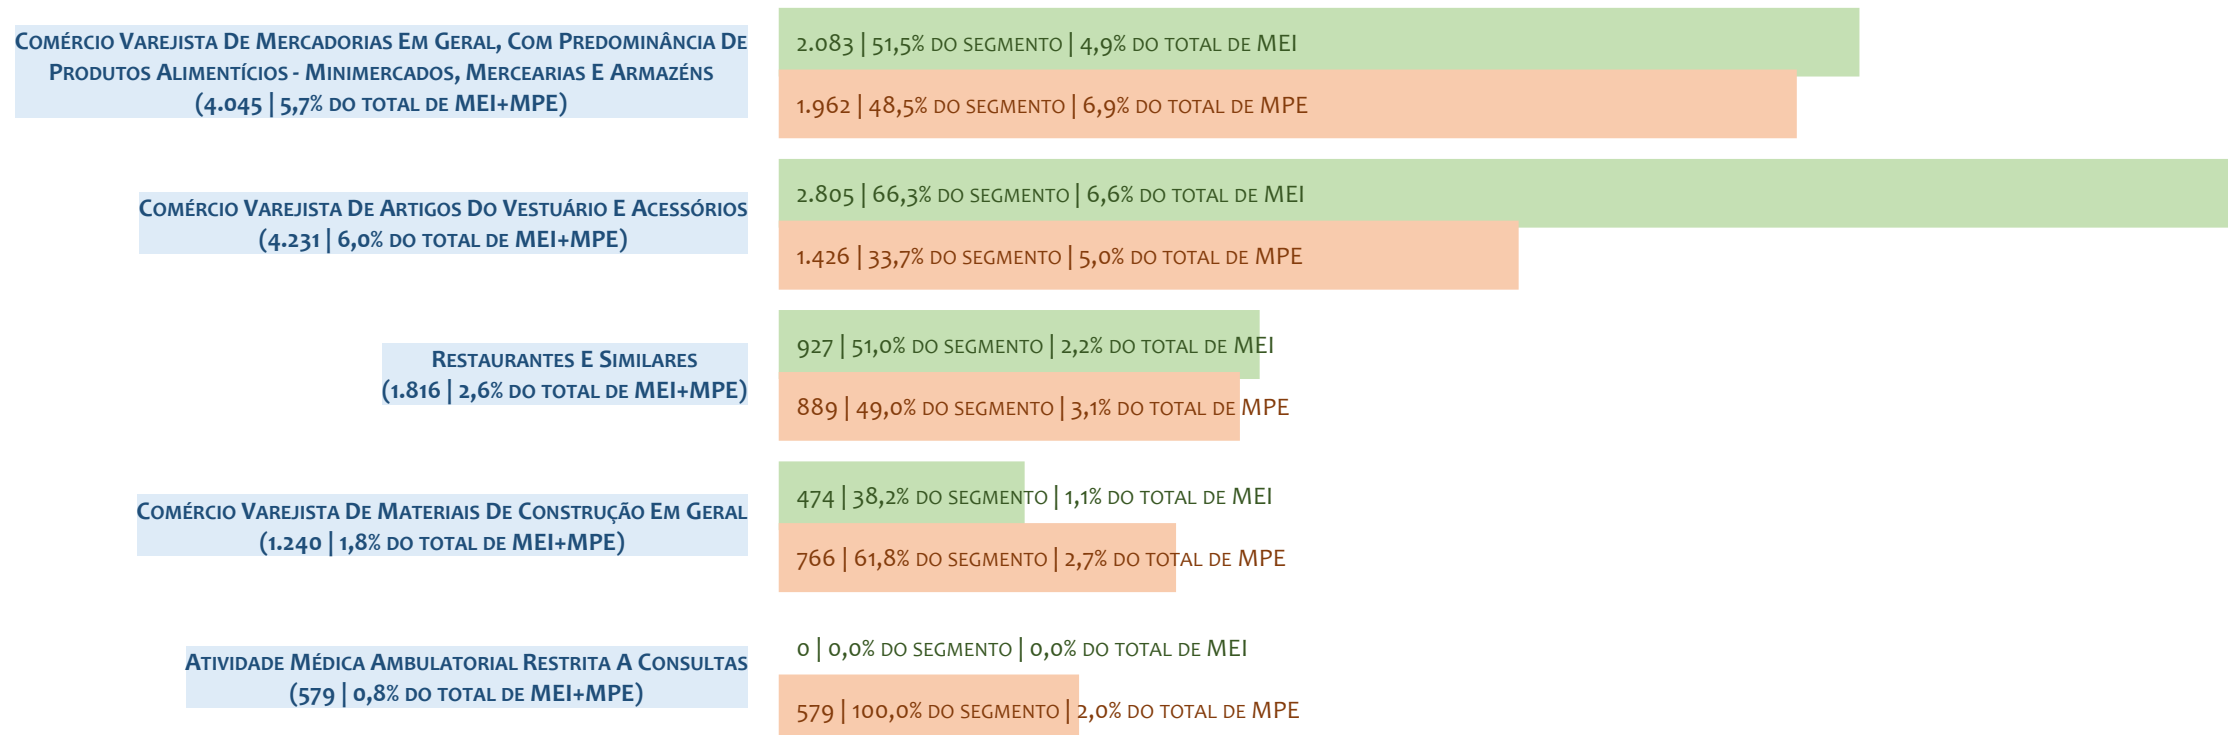 Comércio Varejista De Mercadorias Em Geral, Com Predominância De
Produtos Alimentícios - Minimercados, Mercearias E Armazéns
(4.045 | 5,7% do total de MEI+MPE)
2.083 | 51,5% do segmento | 4,9% do total de MEI
1.962 | 48,5% do segmento | 6,9% do total de MPE
Comércio Varejista De Artigos Do Vestuário E Acessórios
(4.231 | 6,0% do total de MEI+MPE)
2.805 | 66,3% do segmento | 6,6% do total de MEI
1.426 | 33,7% do segmento | 5,0% do total de MPE
Restaurantes E Similares
(1.816 | 2,6% do total de MEI+MPE)
927 | 51,0% do segmento | 2,2% do total de MEI
889 | 49,0% do segmento | 3,1% do total de MPE
Comércio Varejista De Materiais De Construção Em Geral
(1.240 | 1,8% do total de MEI+MPE)
474 | 38,2% do segmento | 1,1% do total de MEI
766 | 61,8% do segmento | 2,7% do total de MPE
Atividade Médica Ambulatorial Restrita A Consultas
(579 | 0,8% do total de MEI+MPE)
0 | 0,0% do segmento | 0,0% do total de MEI
579 | 100,0% do segmento | 2,0% do total de MPE